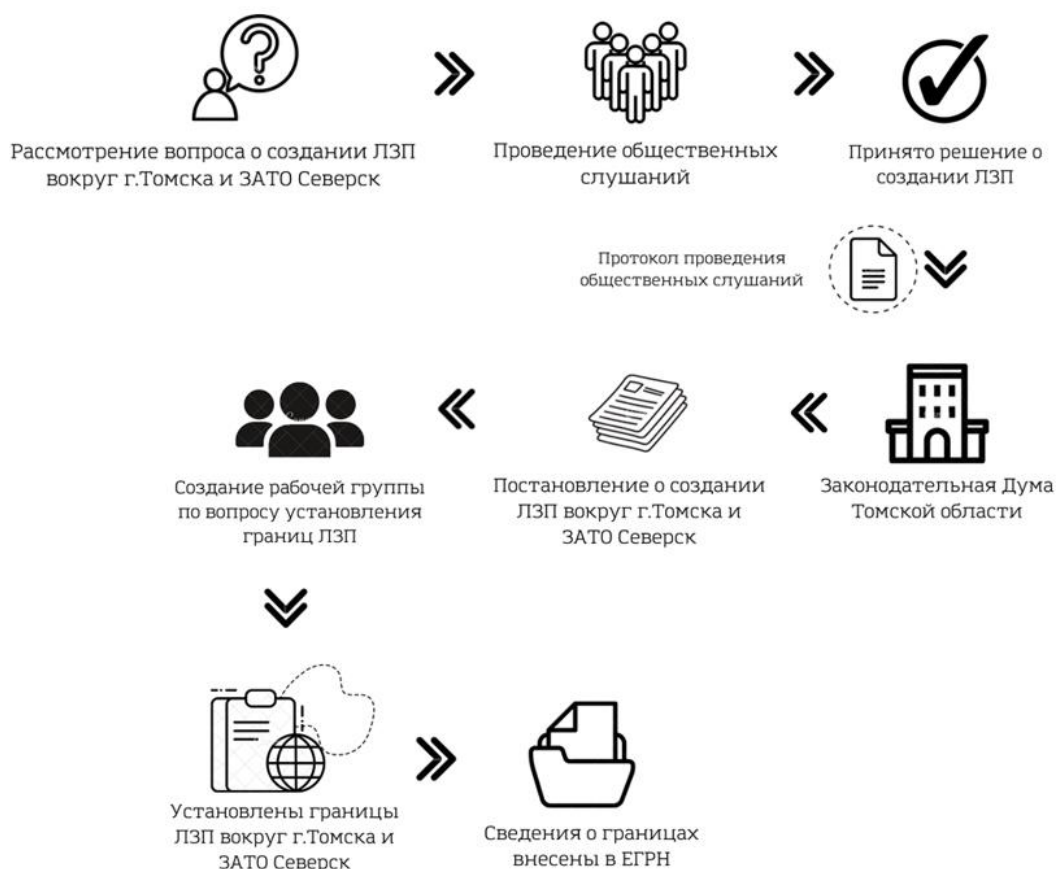 Рассмотрение вопроса о создании ЛЗП
вокруг г.Томска и ЗАТО Северск
Проведение общественных
слушаний
Принято решение о
создании ЛЗП
Протокол проведения
общественных слушаний
Законодательная Дума
Томской области
Постановление о создании
ЛЗП вокруг г.Томска и
ЗАТО Северск
Создание рабочей группы
по вопросу установления
границ ЛЗП
Установлены границы
ЛЗП вокруг г.Томска и
ЗАТО Северск
Сведения о границах
внесены в ЕГРН